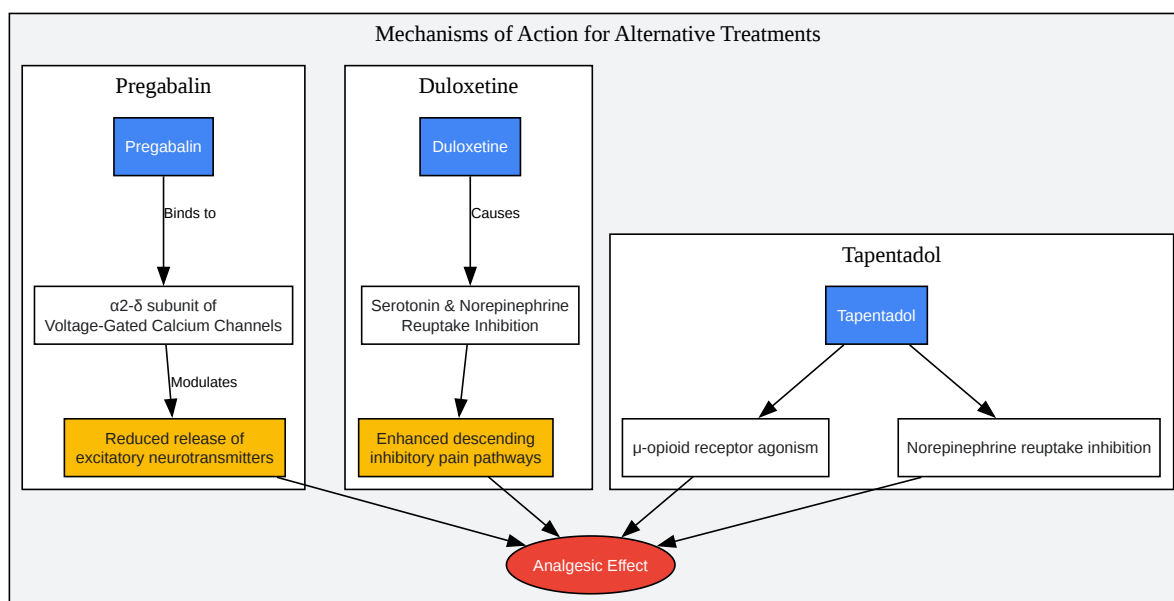 Mechanisms of Action for Alternative Treatments
Pregabalin
Pregabalin
Binds to
α2-δ subunit of
Voltage-Gated Calcium Channels
Modulates
Reduced release of
excitatory neurotransmitters
Duloxetine
Duloxetine
Causes
Serotonin & Norepinephrine
Reuptake Inhibition
Enhanced descending
inhibitory pain pathways
Tapentadol
Tapentadol
μ-opioid receptor agonism
Norepinephrine reuptake inhibition
Analgesic Effect